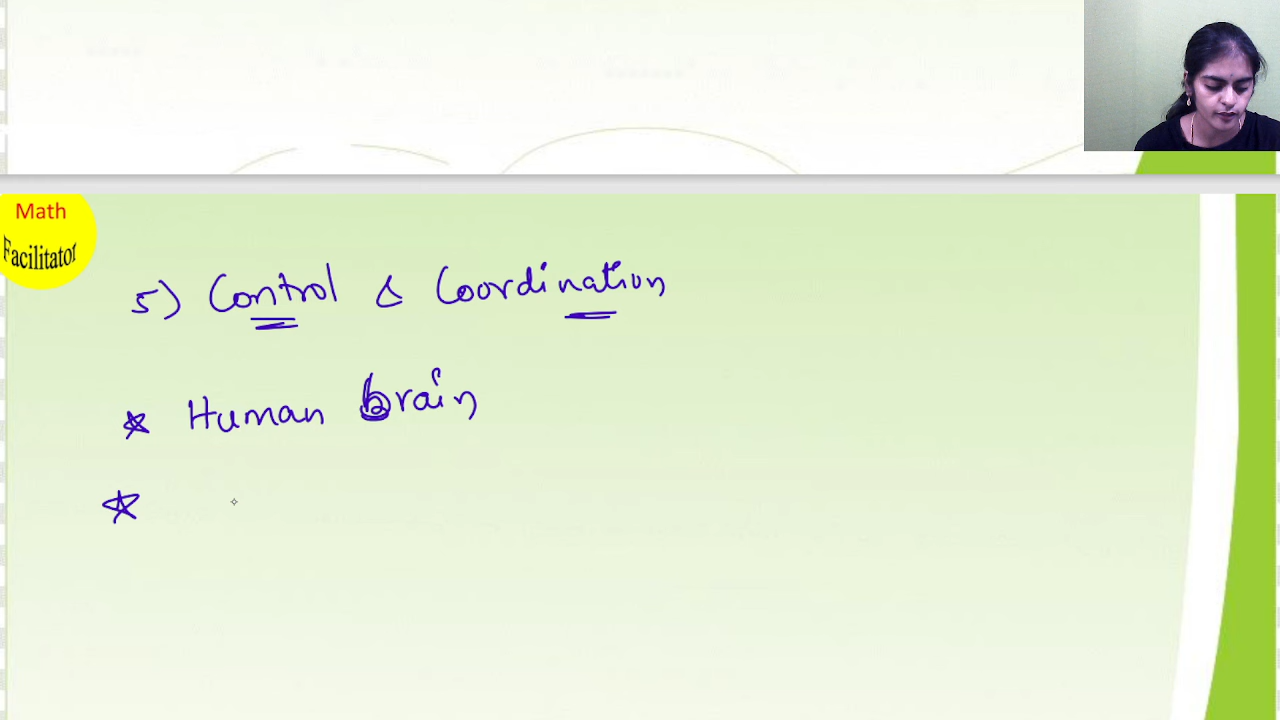 Math
Facilitator
5) Control & Coordination
* Human brain
*